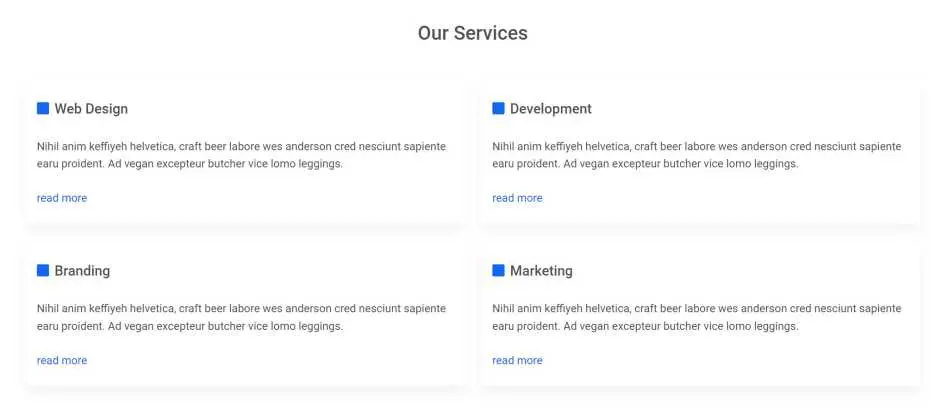 Our Services
Web Design
Nihil anim keffiyeh helvetica, craft beer labore wes anderson cred nesciunt sapiente
earu proident. Ad vegan excepteur butcher vice lomo leggings.
read more
Development
Nihil anim keffiyeh helvetica, craft beer labore wes anderson cred nesciunt sapiente
earu proident. Ad vegan excepteur butcher vice lomo leggings.
read more
Branding
Nihil anim keffiyeh helvetica, craft beer labore wes anderson cred nesciunt sapiente
earu proident. Ad vegan excepteur butcher vice lomo leggings.
read more
Marketing
Nihil anim keffiyeh helvetica, craft beer labore wes anderson cred nesciunt sapiente
earu proident. Ad vegan excepteur butcher vice lomo leggings.
read more